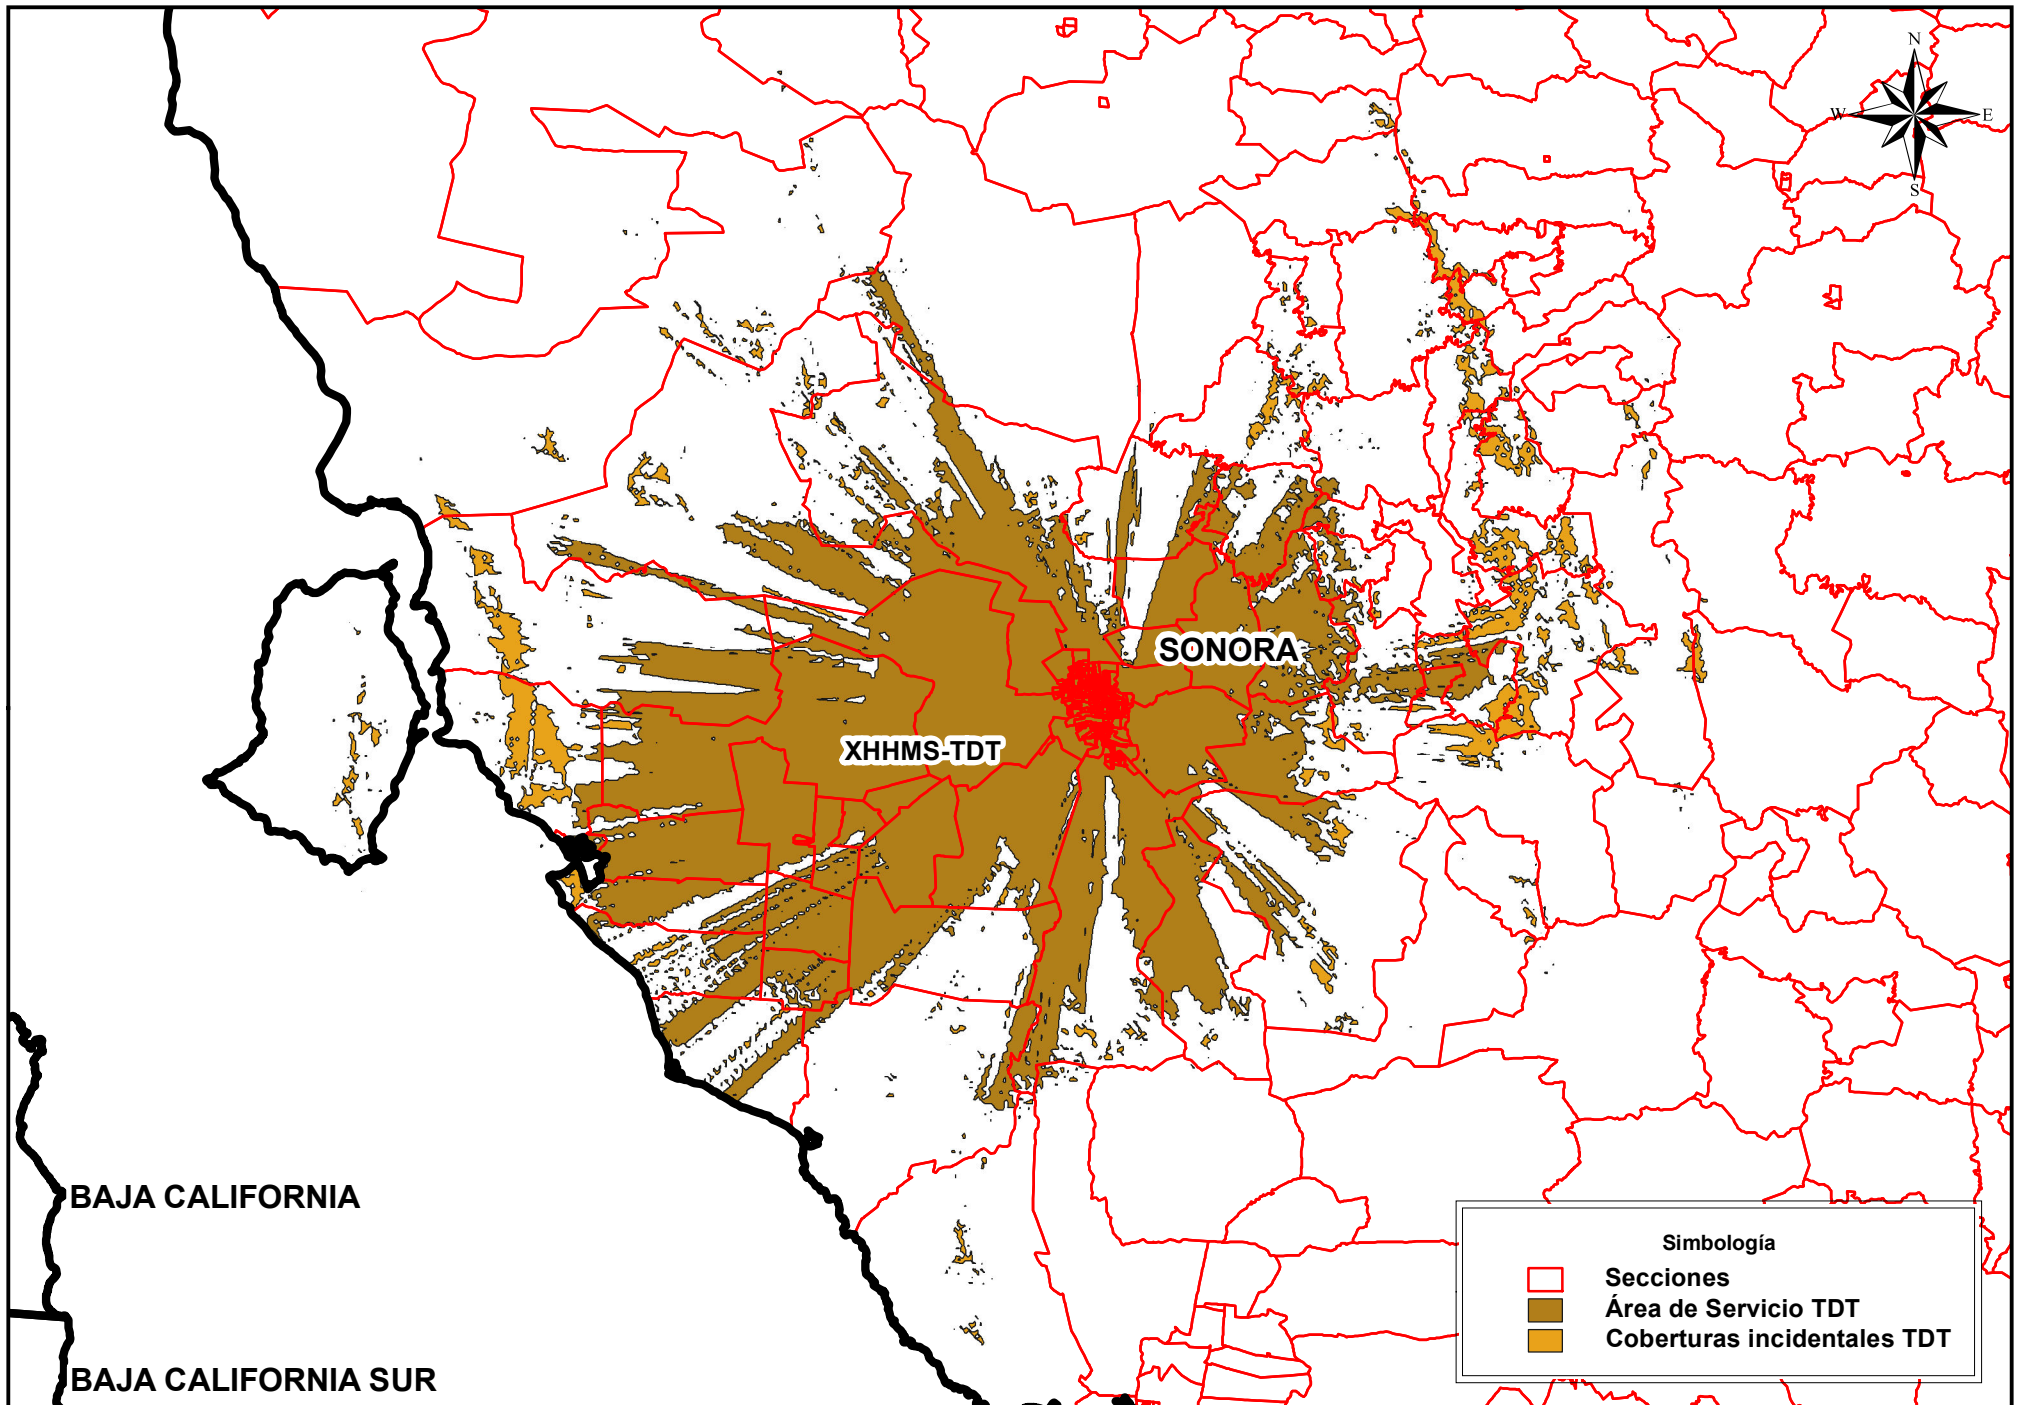 N
W E
S
SONORA
XHHMS-TDT
BAJA CALIFORNIA
BAJA CALIFORNIA SUR
Simbología
Secciones
Área de Servicio TDT
Coberturas incidentales TDT